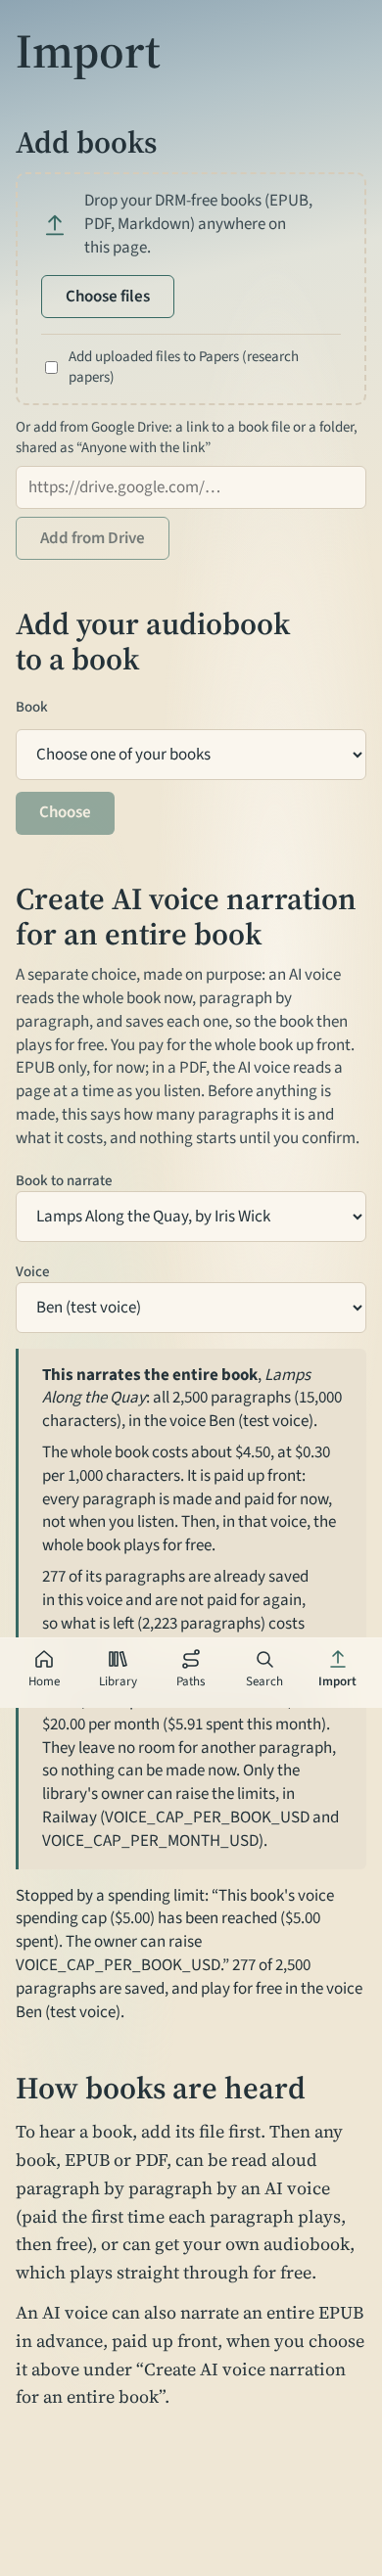 Import
Add books
Drop your DRM-free books (EPUB,
PDF, Markdown) anywhere on
this page.
Choose files
Add uploaded files to Papers (research
papers)
Or add from Google Drive: a link to a book file or a folder,
shared as “Anyone with the link”
https://drive.google.com/…
Add from Drive
Add your audiobook
to a book
Book
Choose one of your books
Choose
Create AI voice narration
for an entire book
A separate choice, made on purpose: an AI voice
reads the whole book now, paragraph by
paragraph, and saves each one, so the book then
plays for free. You pay for the whole book up front.
EPUB only, for now; in a PDF, the AI voice reads a
page at a time as you listen. Before anything is
made, this says how many paragraphs it is and
what it costs, and nothing starts until you confirm.
Book to narrate
Lamps Along the Quay, by Iris Wick
Voice
Ben (test voice)
This narrates the entire book, Lamps
Along the Quay: all 2,500 paragraphs (15,000
characters), in the voice Ben (test voice).
The whole book costs about $4.50, at $0.30
per 1,000 characters. It is paid up front:
every paragraph is made and paid for now,
not when you listen. Then, in that voice, the
whole book plays for free.
277 of its paragraphs are already saved
in this voice and are not paid for again,
so what is left (2,223 paragraphs) costs
Home
Library
Paths
Search
Import
$20.00 per month ($5.91 spent this month).
They leave no room for another paragraph,
so nothing can be made now. Only the
library's owner can raise the limits, in
Railway (VOICE_CAP_PER_BOOK_USD and
VOICE_CAP_PER_MONTH_USD).
Stopped by a spending limit: “This book's voice
spending cap ($5.00) has been reached ($5.00
spent). The owner can raise
VOICE_CAP_PER_BOOK_USD.” 277 of 2,500
paragraphs are saved, and play for free in the voice
Ben (test voice).
How books are heard
To hear a book, add its file first. Then any
book, EPUB or PDF, can be read aloud
paragraph by paragraph by an AI voice
(paid the first time each paragraph plays,
then free), or can get your own audiobook,
which plays straight through for free.
An AI voice can also narrate an entire EPUB
in advance, paid up front, when you choose
it above under “Create AI voice narration
for an entire book”.